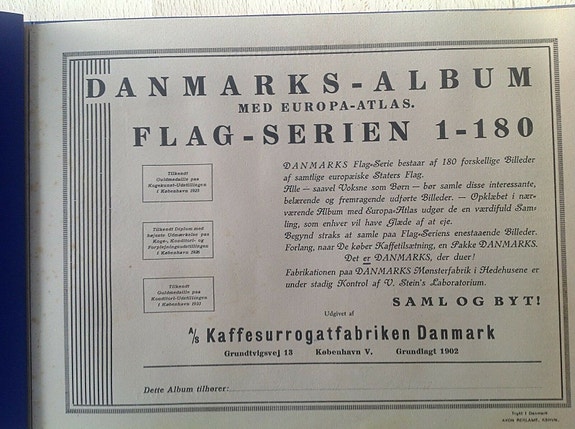 DANMARKS-ALBUM
MED EUROPA-ATLAS.
FLAG-SERIEN 1-180
Tilkendt
Guldmedaille paa
Kogekunst-Udstillingen
i København 1925
Tilkendt Diplom med
højeste Udmærkelse paa
Koge-, Konditori- og
Forplejningsudstillingen
i København
Tilkendt
Guldmedaille paa
Konditori-Udstillingen
i København
DANMARKS Flag-Serie bestaar af 180 forskellige Billeder
af samtlige europæiske Staters Flag.
Alle — saavel Voksne som Børn — bør samle disse interessante,
belærende og fremragende udførte Billeder. — Opklæbet i nær-
værende Album med Europa-Atlas udgør de en værdifuld Sam-
ling, som enhver vil have Glæde af at eje.
Begynd straks at samle paa Flag-Seriens enestaaende Billeder.
Forlang, naar De køber Kaffetilsætning, en Pakke DANMARKS.
Det er DANMARKS, der duer!
Fabrikationen paa DANMARKS Mønsterfabrik i Hedehusene er
under stadig Kontrol af V. Stein's Laboratorium.
SAML OG BYT!
Udgivet af
A/S Kaffesurrogatfabriken Danmark
Grundtvigsvej 13 København V. Grundlagt 1902
Dette Album tilhører:
Trykt i Danmark
REKLAME, KBHVN.